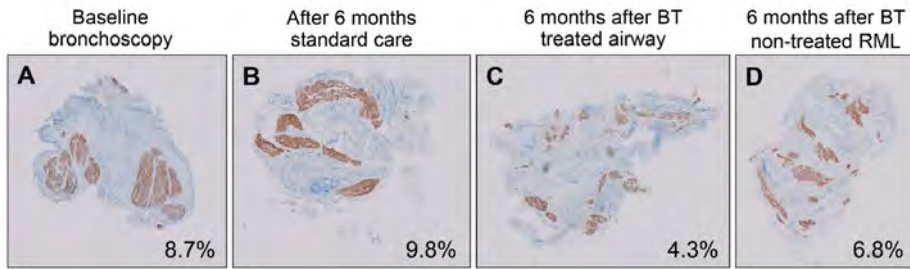 Baseline
bronchoscopy
After 6 months
standard care
6 months after BT
treated airway
6 months after BT
non-treated RML
A
B
C
D
8.7%
9.8%
4.3%
6.8%